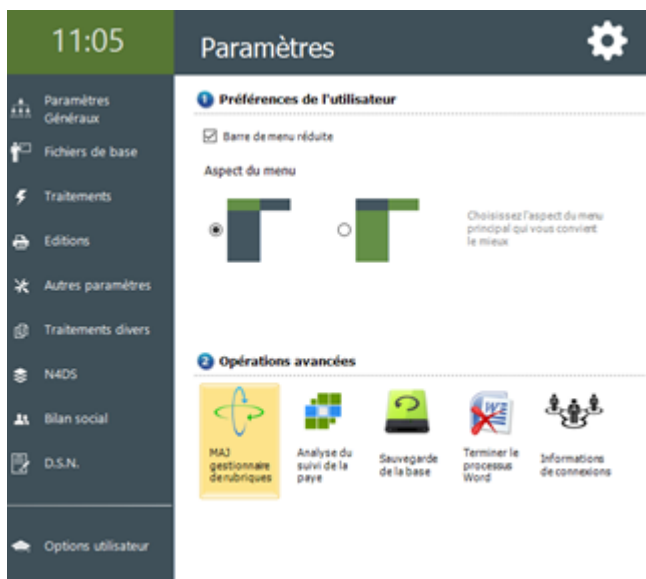 11:05
Paramètres
Paramètres
Généraux
Fichiers de base
Traitements
Editions
Autres paramètres
Traitements divers
N4DS
Bilan social
D.S.N.
Options utilisateur
1 Préférences de l'utilisateur
Barre de menu réduite
Aspect du menu
Choisissez l'aspect du menu
principal qui vous convient
le mieux
2 Opérations avancées
MAJ
gestionnaire
de rubriques
Analyse du
suivi de la
paye
Sauvegarde
de la base
Terminer le
processus
Word
Informations
de connexions